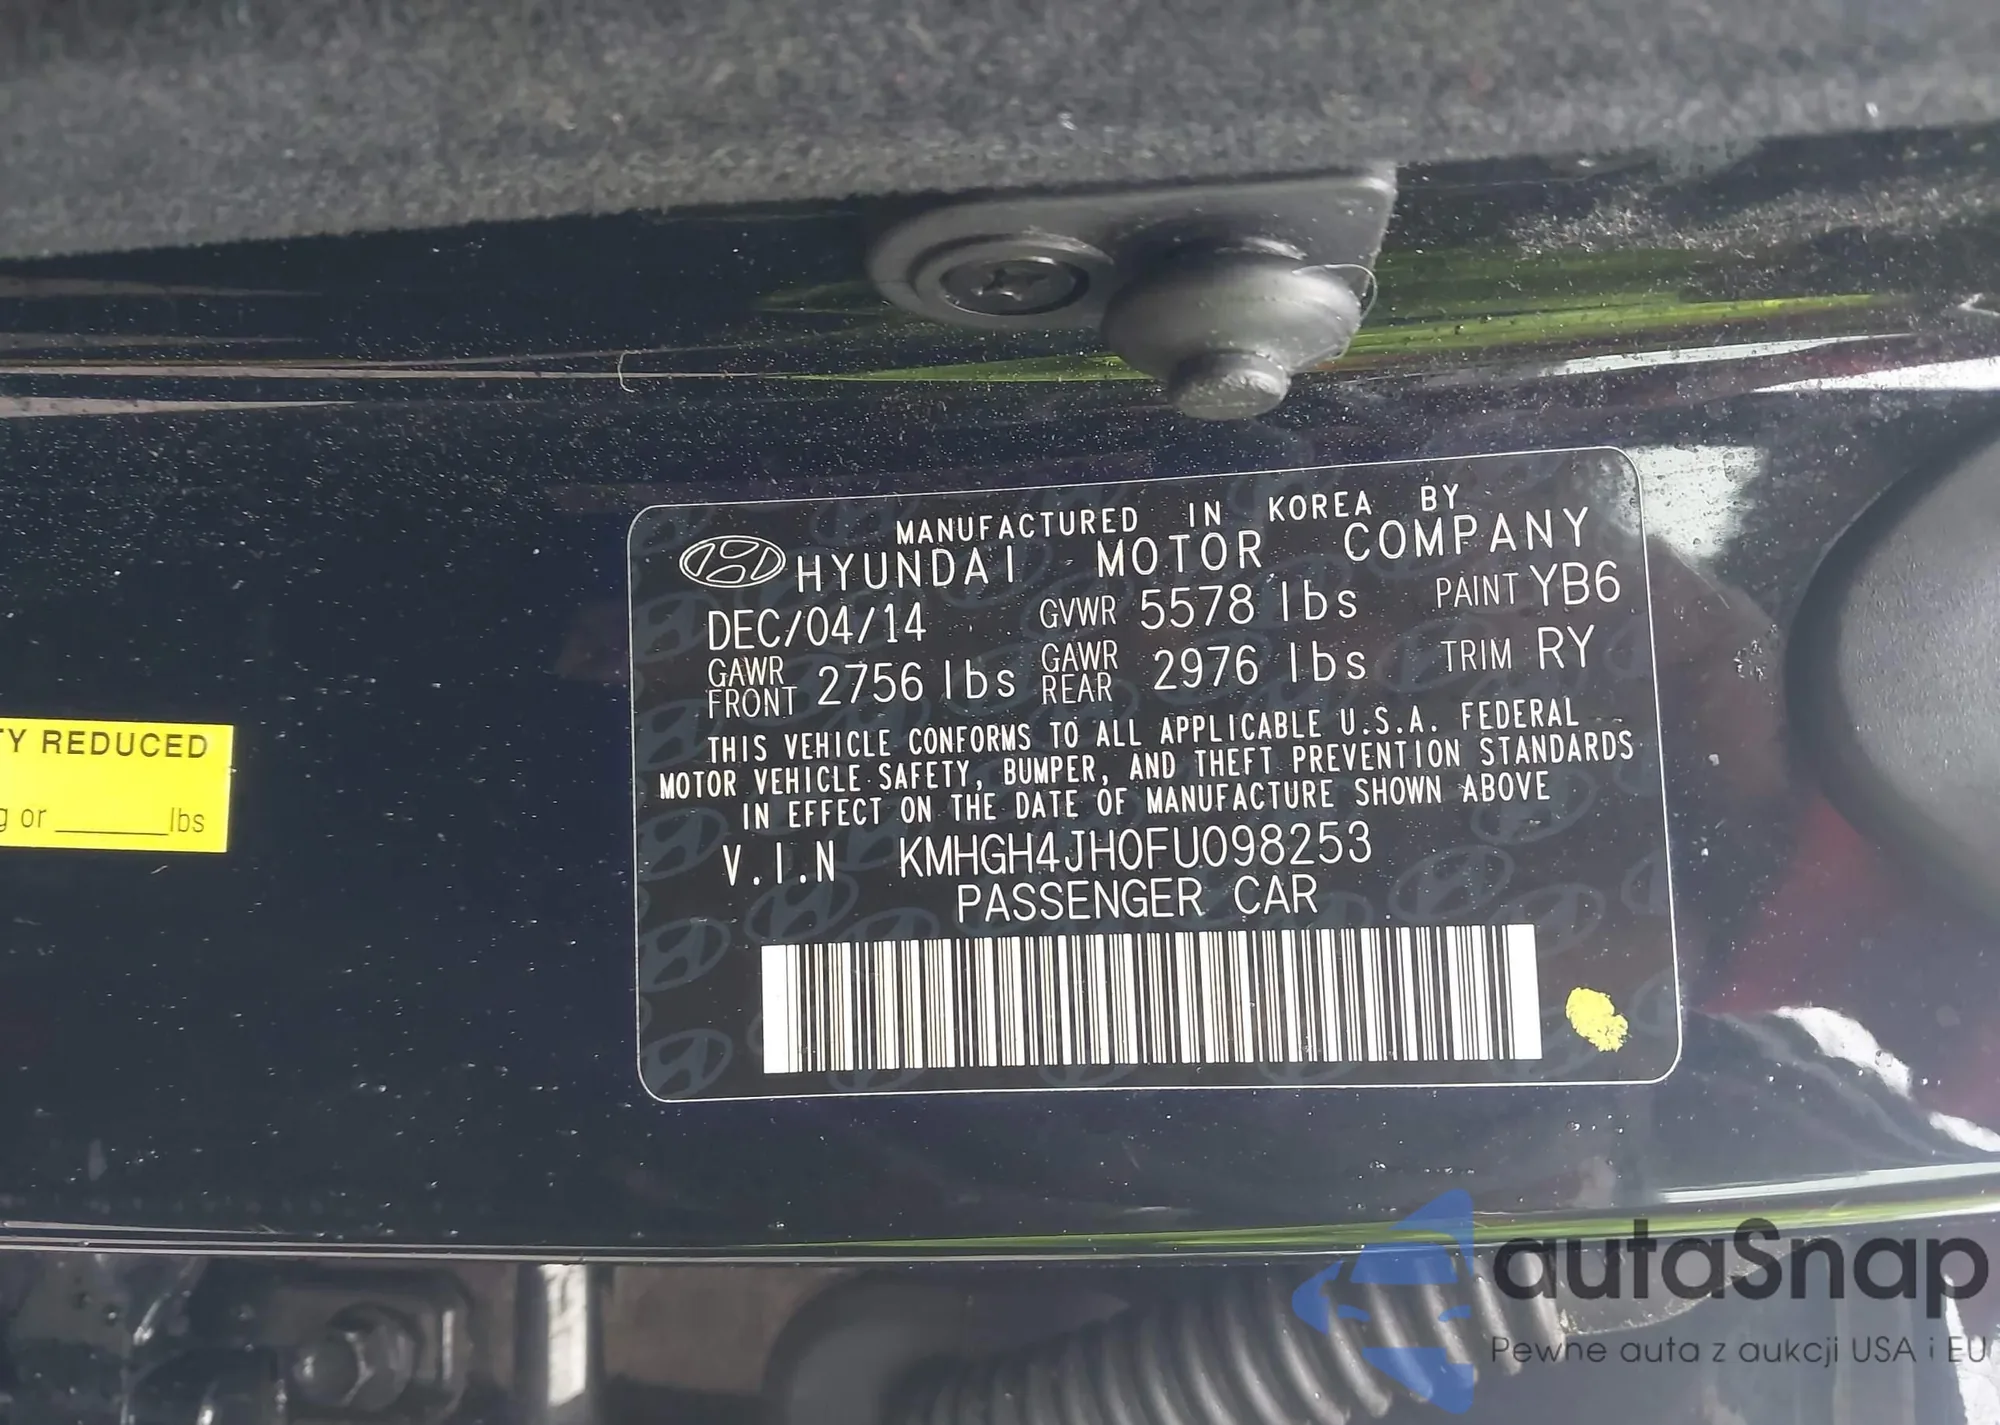 MANUFACTURED IN KOREA BY
HYUNDAI MOTOR COMPANY
DEC/04/14 GVWR 5578 lbs PAINT YB6
GAWR FRONT 2756 lbs GAWR REAR 2976 lbs TRIM RY
THIS VEHICLE CONFORMS TO ALL APPLICABLE U.S.A. FEDERAL
MOTOR VEHICLE SAFETY, BUMPER, AND THEFT PREVENTION STANDARDS
IN EFFECT ON THE DATE OF MANUFACTURE SHOWN ABOVE
V.I.N KMHGH4JH0FU098253
PASSENGER CAR
TY REDUCED
g or ______lbs
autaSnap
Pewne auta z aukcji USA i EU